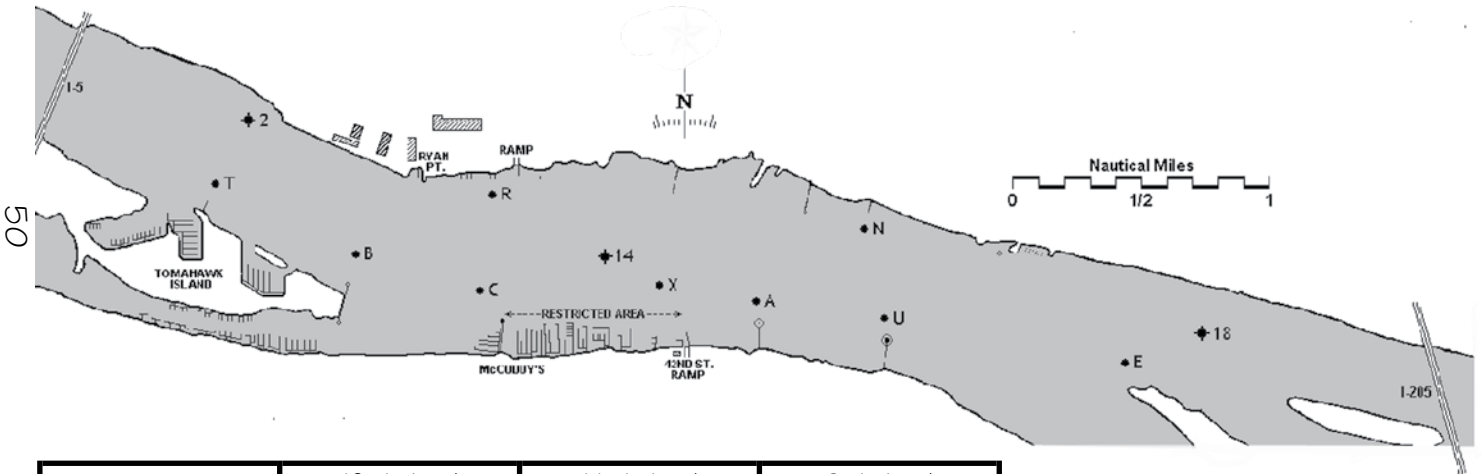 I-5
2
N
RYAN
PT.
RAMP
Nautical Miles
0 1/2 1
T
R
N
B
14
TOMAHAWK
ISLAND
C
X
A
RESTRICTED AREA
U
18
E
McCUDDY'S
42ND ST.
RAMP
I-205
50